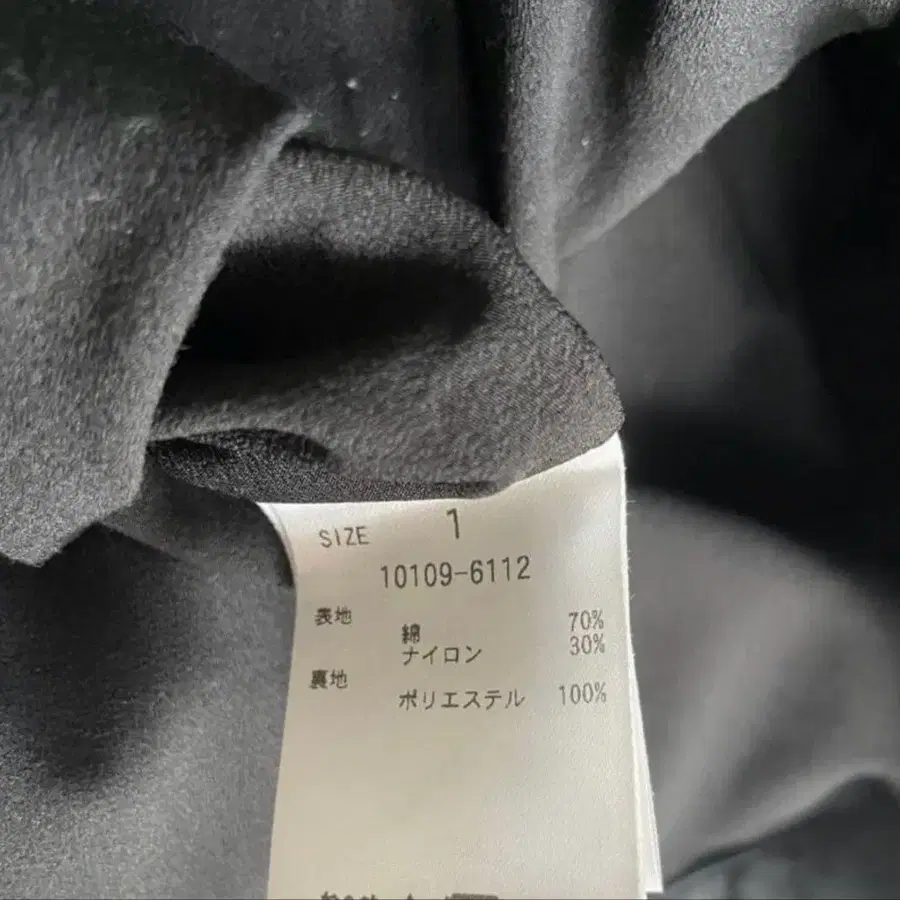 SIZE 1
10109-6112
表地
綿 70%
ナイロン 30%
裏地
ポリエステル 100%